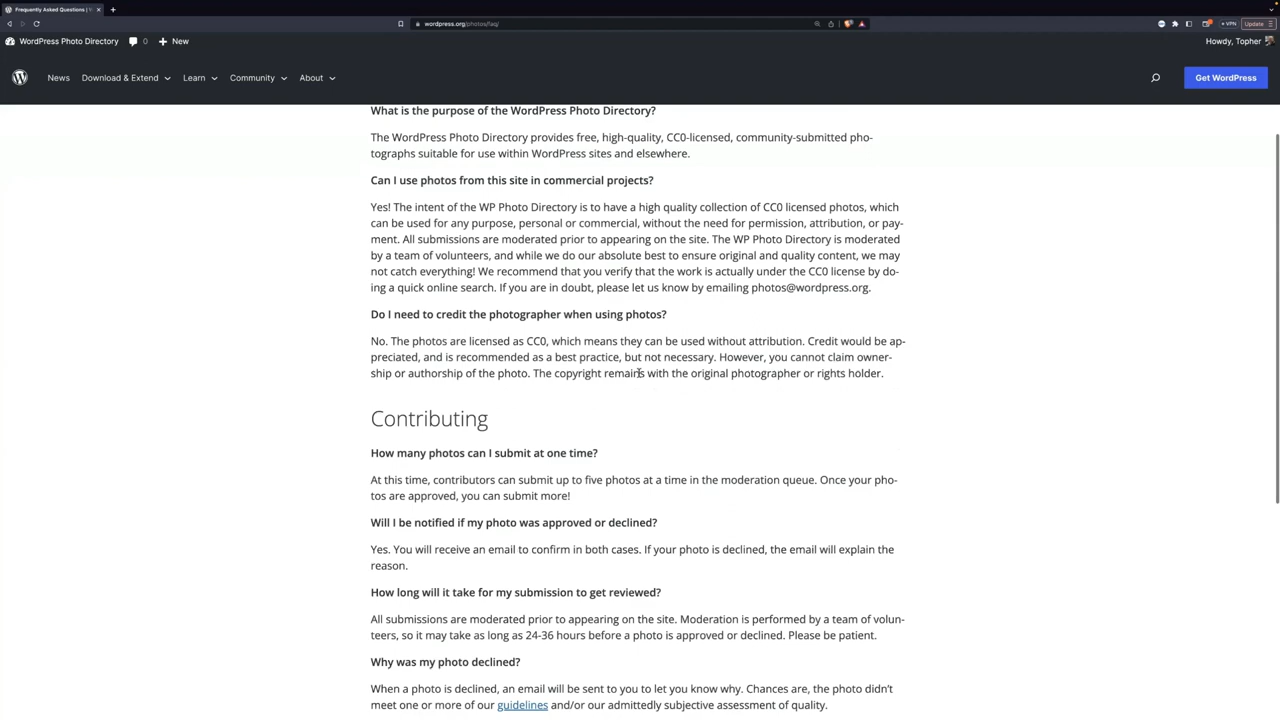 Frequently Asked Questions |
wordpress.org/photos/faq/
VPN
Update
WordPress Photo Directory
0
New
Howdy, Topher
News
Download & Extend
Learn
Community
About
Get WordPress
What is the purpose of the WordPress Photo Directory?
The WordPress Photo Directory provides free, high-quality, CC0-licensed, community-submitted pho-
tographs suitable for use within WordPress sites and elsewhere.
Can I use photos from this site in commercial projects?
Yes! The intent of the WP Photo Directory is to have a high quality collection of CC0 licensed photos, which
can be used for any purpose, personal or commercial, without the need for permission, attribution, or pay-
ment. All submissions are moderated prior to appearing on the site. The WP Photo Directory is moderated
by a team of volunteers, and while we do our absolute best to ensure original and quality content, we may
not catch everything! We recommend that you verify that the work is actually under the CC0 license by do-
ing a quick online search. If you are in doubt, please let us know by emailing photos@wordpress.org.
Do I need to credit the photographer when using photos?
No. The photos are licensed as CC0, which means they can be used without attribution. Credit would be ap-
preciated, and is recommended as a best practice, but not necessary. However, you cannot claim owner-
ship or authorship of the photo. The copyright remains with the original photographer or rights holder.
Contributing
How many photos can I submit at one time?
At this time, contributors can submit up to five photos at a time in the moderation queue. Once your pho-
tos are approved, you can submit more!
Will I be notified if my photo was approved or declined?
Yes. You will receive an email to confirm in both cases. If your photo is declined, the email will explain the
reason.
How long will it take for my submission to get reviewed?
All submissions are moderated prior to appearing on the site. Moderation is performed by a team of volun-
teers, so it may take as long as 24-36 hours before a photo is approved or declined. Please be patient.
Why was my photo declined?
When a photo is declined, an email will be sent to you to let you know why. Chances are, the photo didn't
meet one or more of our guidelines and/or our admittedly subjective assessment of quality.